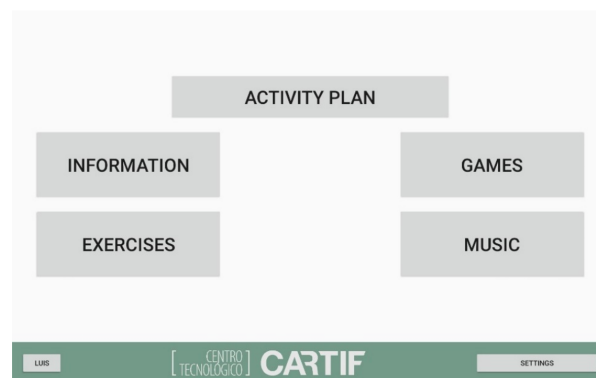 ACTIVITY PLAN
INFORMATION
GAMES
EXERCISES
MUSIC
LUIS
[CENTRO
TECNOLÓGICO] CARTIF
SETTINGS